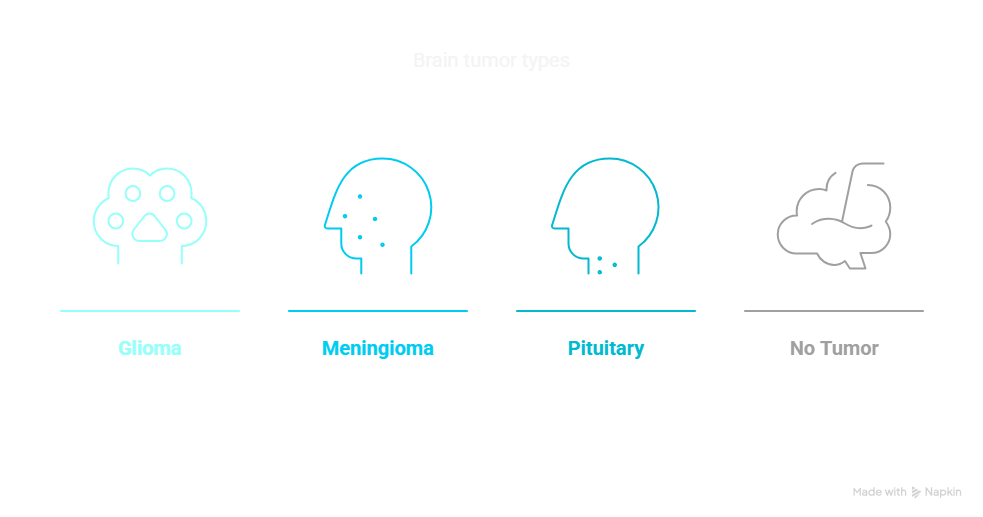 Brain tumor types
Glioma
Meningioma
Pituitary
No Tumor
Made with Napkin